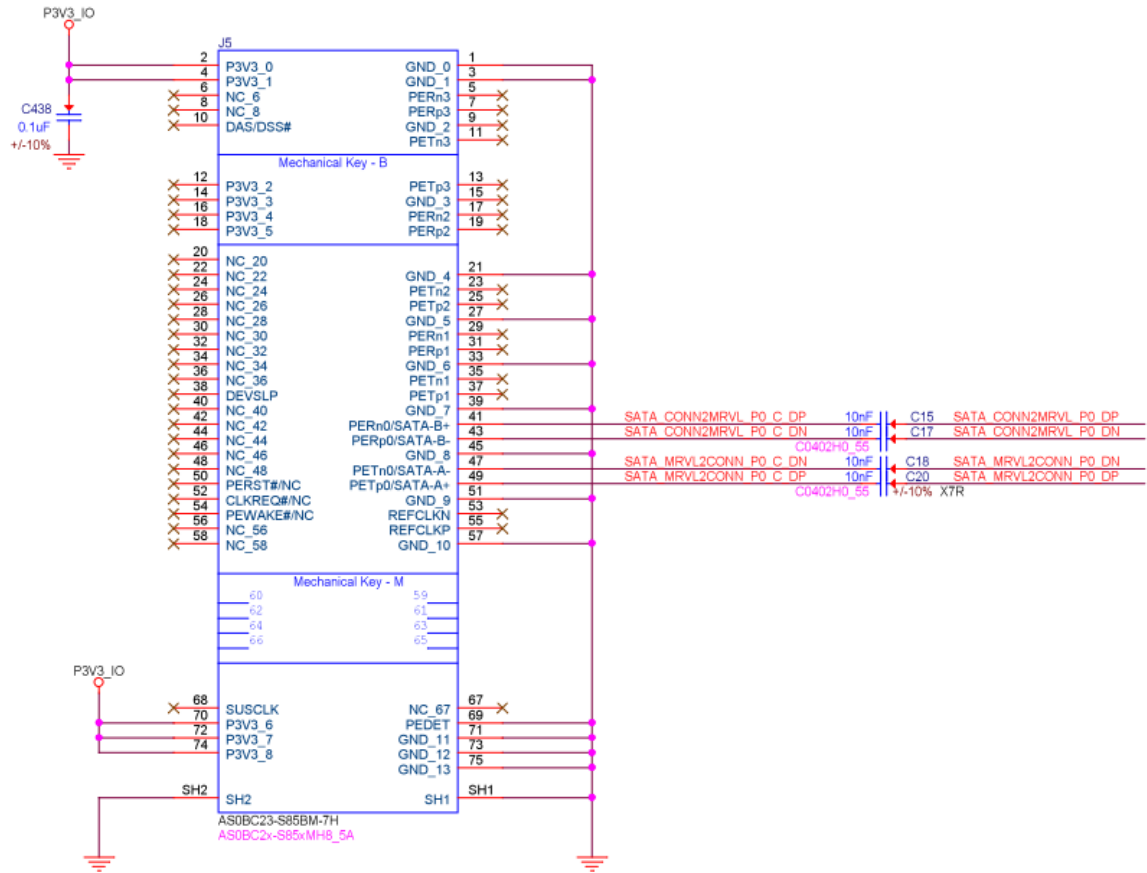 P3V3_IO
J5
2 P3V3_0 GND_0 1
4 P3V3_1 GND_1 3
6 NC_6 PERn3 5
8 NC_8 PERp3 7
10 DAS/DSS# GND_2 9
PETn3 11
C438
0.1uF
+/-10%
Mechanical Key - B
12 P3V3_2 PETp3 13
14 P3V3_3 GND_3 15
16 P3V3_4 PERn2 17
18 P3V3_5 PERp2 19
20 NC_20
22 NC_22 GND_4 21
24 NC_24 PETn2 23
26 NC_26 PETp2 25
28 NC_28 GND_5 27
30 NC_30 PERn1 29
32 NC_32 PERp1 31
34 NC_34 GND_6 33
36 NC_36 PETn1 35
38 DEVSLP PETp1 37
40 NC_40 GND_7 39
42 NC_42 PERn0/SATA-B+ 41 SATA_CONN2MRVL_P0_C_DP 10nF C15 SATA_CONN2MRVL_P0_DP
44 NC_44 PERp0/SATA-B- 43 SATA_CONN2MRVL_P0_C_DN 10nF C17 SATA_CONN2MRVL_P0_DN
46 NC_46 GND_8 45 C0402H0_55
48 NC_48 PETn0/SATA-A- 47 SATA_MRVL2CONN_P0_C_DN 10nF C18 SATA_MRVL2CONN_P0_DN
50 PERST#/NC PETp0/SATA-A+ 49 SATA_MRVL2CONN_P0_C_DP 10nF C20 SATA_MRVL2CONN_P0_DP
52 CLKREQ#/NC GND_9 51 C0402H0_55 +/-10% X7R
54 PEWAKE#/NC REFCLKN 53
56 NC_56 REFCLKP 55
58 NC_58 GND_10 57
Mechanical Key - M
60 59
62 61
64 63
66 65
P3V3_IO
68 SUSCLK NC_67 67
70 P3V3_6 PEDET 69
72 P3V3_7 GND_11 71
74 P3V3_8 GND_12 73
GND_13 75
SH2 SH2 SH1 SH1
AS0BC23-S85BM-7H
AS0BC2x-S85xMH8_5A